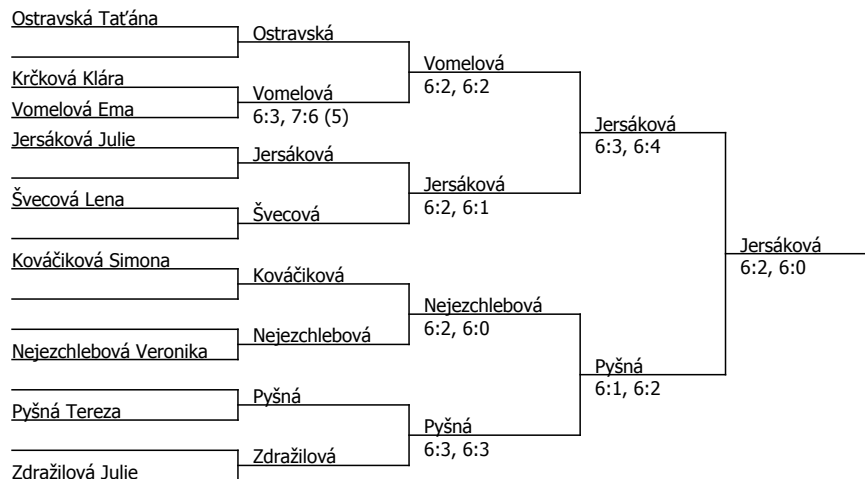 Ostravská Taťána
Krčková Klára
Vomelová Ema
Jersáková Julie
Švecová Lena
Kováčiková Simona
Nejezchlebová Veronika
Pyšná Tereza
Zdražilová Julie
Ostravská
Vomelová
6:3, 7:6 (5)
Jersáková
Švecová
Kováčiková
Nejezchlebová
Pyšná
Zdražilová
Vomelová
6:2, 6:2
Jersáková
6:2, 6:1
Nejezchlebová
6:2, 6:0
Pyšná
6:3, 6:3
Jersáková
6:3, 6:4
Pyšná
6:1, 6:2
Jersáková
6:2, 6:0